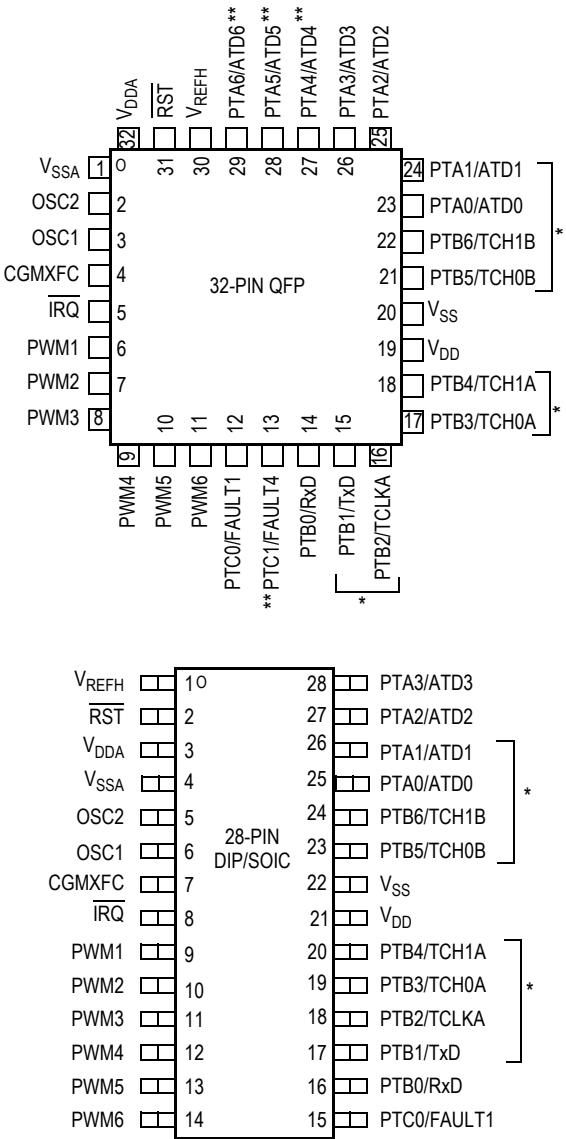 V_DDA
RST
V_REFH
PTA6/ATD6 **
PTA5/ATD5 **
PTA4/ATD4 **
PTA3/ATD3
PTA2/ATD2
32
31
30
29
28
27
26
25
V_SSA 1
24 PTA1/ATD1
OSC2 2
23 PTA0/ATD0
OSC1 3
22 PTB6/TCH1B
*
CGMXFC 4
21 PTB5/TCH0B
32-PIN QFP
IRQ 5
20 V_SS
PWM1 6
19 V_DD
PWM2 7
18 PTB4/TCH1A
PWM3 8
17 PTB3/TCH0A
*
9
10
11
12
13
14
15
16
PWM4
PWM5
PWM6
PTC0/FAULT1
** PTC1/FAULT4
PTB0/RxD
PTB1/TxD
PTB2/TCLKA
*
V_REFH 1
28 PTA3/ATD3
RST 2
27 PTA2/ATD2
V_DDA 3
26 PTA1/ATD1
V_SSA 4
25 PTA0/ATD0
*
OSC2 5
24 PTB6/TCH1B
28-PIN
DIP/SOIC
OSC1 6
23 PTB5/TCH0B
CGMXFC 7
22 V_SS
IRQ 8
21 V_DD
PWM1 9
20 PTB4/TCH1A
PWM2 10
19 PTB3/TCH0A
*
PWM3 11
18 PTB2/TCLKA
PWM4 12
17 PTB1/TxD
PWM5 13
16 PTB0/RxD
PWM6 14
15 PTC0/FAULT1